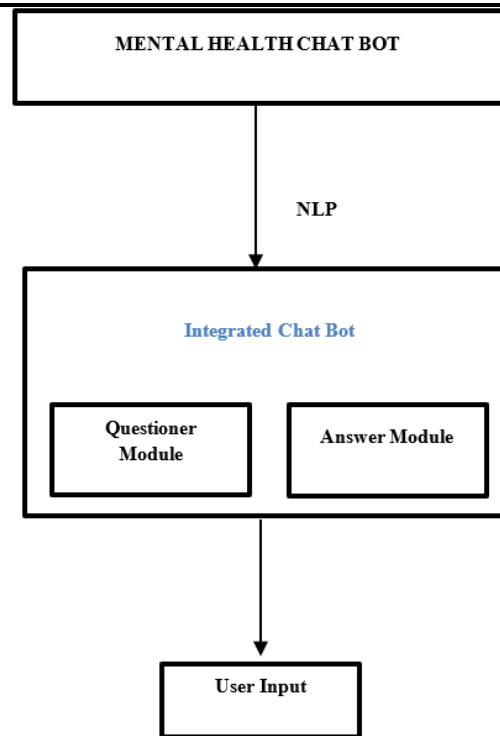 MENTAL HEALTH CHAT BOT
NLP
Integrated Chat Bot
Questioner
Module
Answer Module
User Input